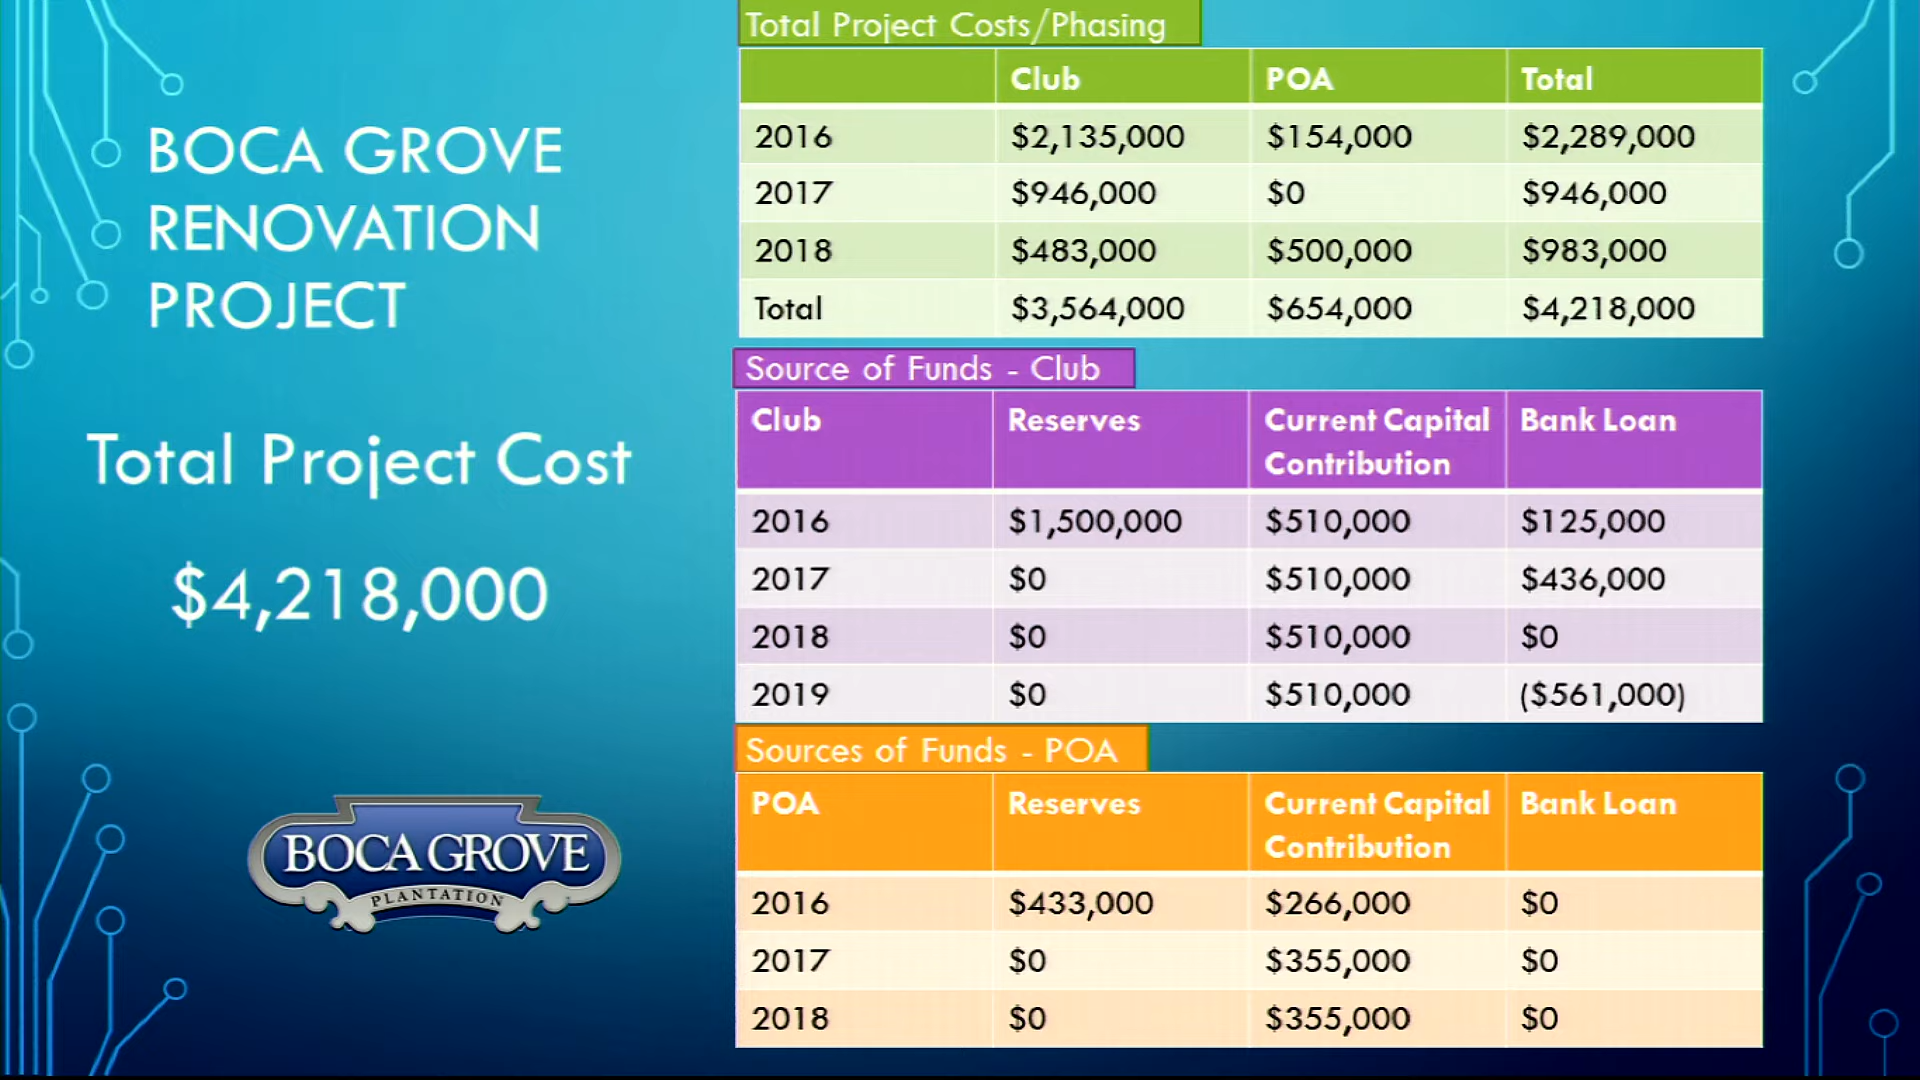 BOCA GROVE
RENOVATION
PROJECT
Total Project Cost
$4,218,000
BOCA GROVE
PLANTATION
Total Project Costs/Phasing
Club POA Total
2016 $2,135,000 $154,000 $2,289,000
2017 $946,000 $0 $946,000
2018 $483,000 $500,000 $983,000
Total $3,564,000 $654,000 $4,218,000
Source of Funds - Club
Club Reserves Current Capital Bank Loan
Contribution
2016 $1,500,000 $510,000 $125,000
2017 $0 $510,000 $436,000
2018 $0 $510,000 $0
2019 $0 $510,000 ($561,000)
Sources of Funds - POA
POA Reserves Current Capital Bank Loan
Contribution
2016 $433,000 $266,000 $0
2017 $0 $355,000 $0
2018 $0 $355,000 $0